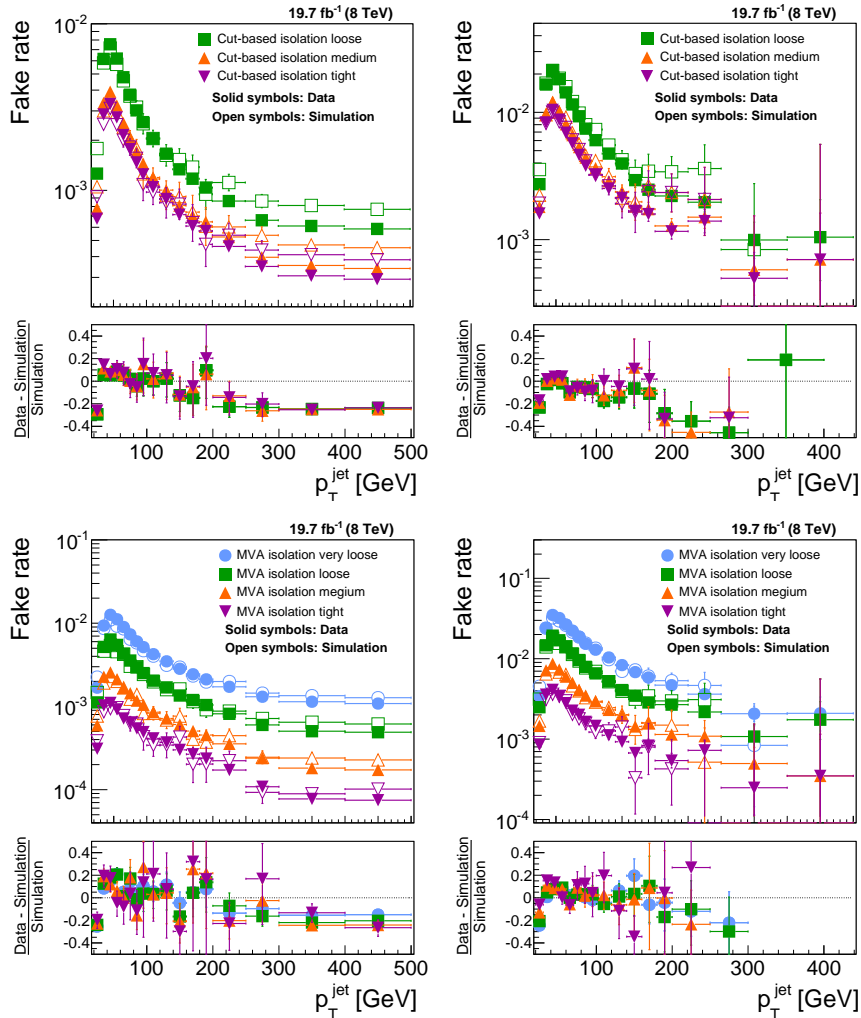 19.7 fb⁻¹ (8 TeV)
Fake rate
10⁻²
10⁻³
Cut-based isolation loose
Cut-based isolation medium
Cut-based isolation tight
Solid symbols: Data
Open symbols: Simulation
Data - Simulation
Simulation
0.4
0.2
0
-0.2
-0.4
100 200 300 400 500
p_T^jet [GeV]
19.7 fb⁻¹ (8 TeV)
Fake rate
10⁻²
10⁻³
Cut-based isolation loose
Cut-based isolation medium
Cut-based isolation tight
Solid symbols: Data
Open symbols: Simulation
Data - Simulation
Simulation
0.4
0.2
0
-0.2
-0.4
100 200 300 400
p_T^jet [GeV]
19.7 fb⁻¹ (8 TeV)
Fake rate
10⁻¹
10⁻²
10⁻³
10⁻⁴
MVA isolation very loose
MVA isolation loose
MVA isolation megium
MVA isolation tight
Solid symbols: Data
Open symbols: Simulation
Data - Simulation
Simulation
0.4
0.2
0
-0.2
-0.4
100 200 300 400 500
p_T^jet [GeV]
19.7 fb⁻¹ (8 TeV)
Fake rate
10⁻¹
10⁻²
10⁻³
10⁻⁴
MVA isolation very loose
MVA isolation loose
MVA isolation megium
MVA isolation tight
Solid symbols: Data
Open symbols: Simulation
Data - Simulation
Simulation
0.4
0.2
0
-0.2
-0.4
100 200 300 400
p_T^jet [GeV]